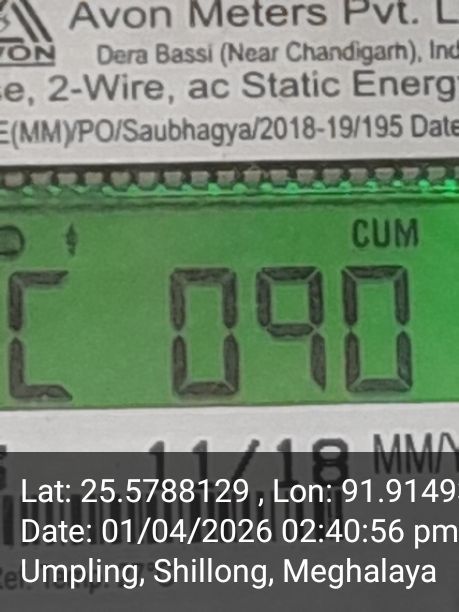 Avon Meters Pvt. L
VON
Dera Bassi (Near Chandigarh), Ind
e, 2-Wire, ac Static Energ
E(MM)/PO/Saubhagya/2018-19/195 Date
CUM
C 090
11/18 MM/Y
Lat: 25.5788129 , Lon: 91.9149
Date: 01/04/2026 02:40:56 pm
Umpling, Shillong, Meghalaya